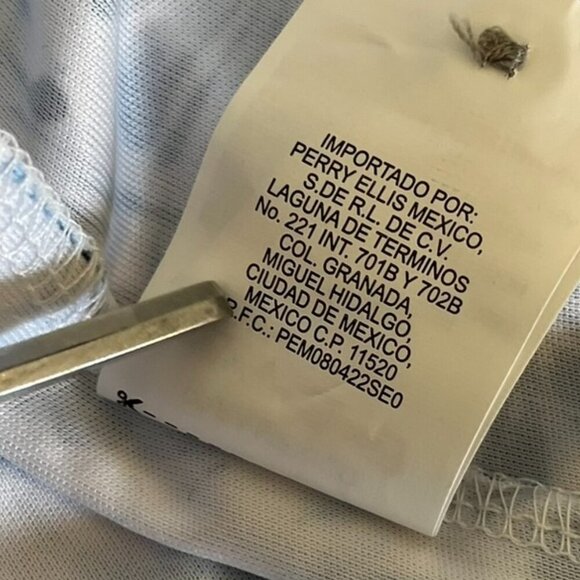 IMPORTADO POR:
PERRY ELLIS MEXICO,
S.DE R.L. DE C.V.
LAGUNA DE TERMINOS
No. 221 INT. 701B Y 702B
COL. GRANADA,
MIGUEL HIDALGO,
CIUDAD DE MEXICO,
MEXICO C.P. 11520
.F.C.: PEM080422SE0